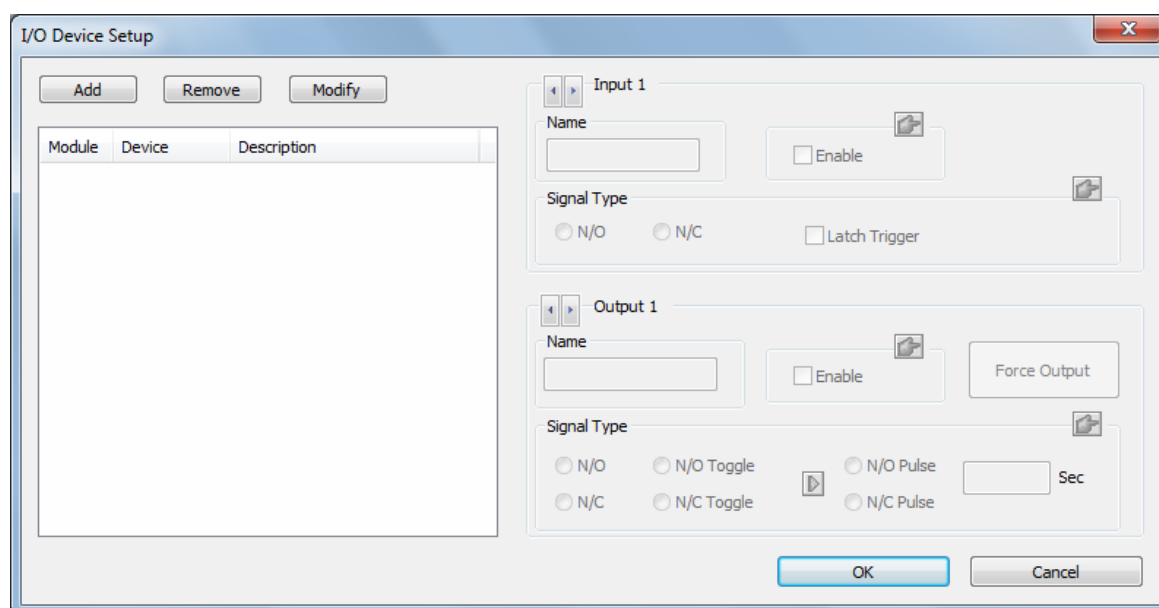 I/O Device Setup
Add Remove Modify
Module Device Description
Input 1
Name
Enable
Signal Type
N/O N/C Latch Trigger
Output 1
Name
Enable
Force Output
Signal Type
N/O N/O Toggle N/O Pulse
Sec
N/C N/C Toggle N/C Pulse
OK Cancel